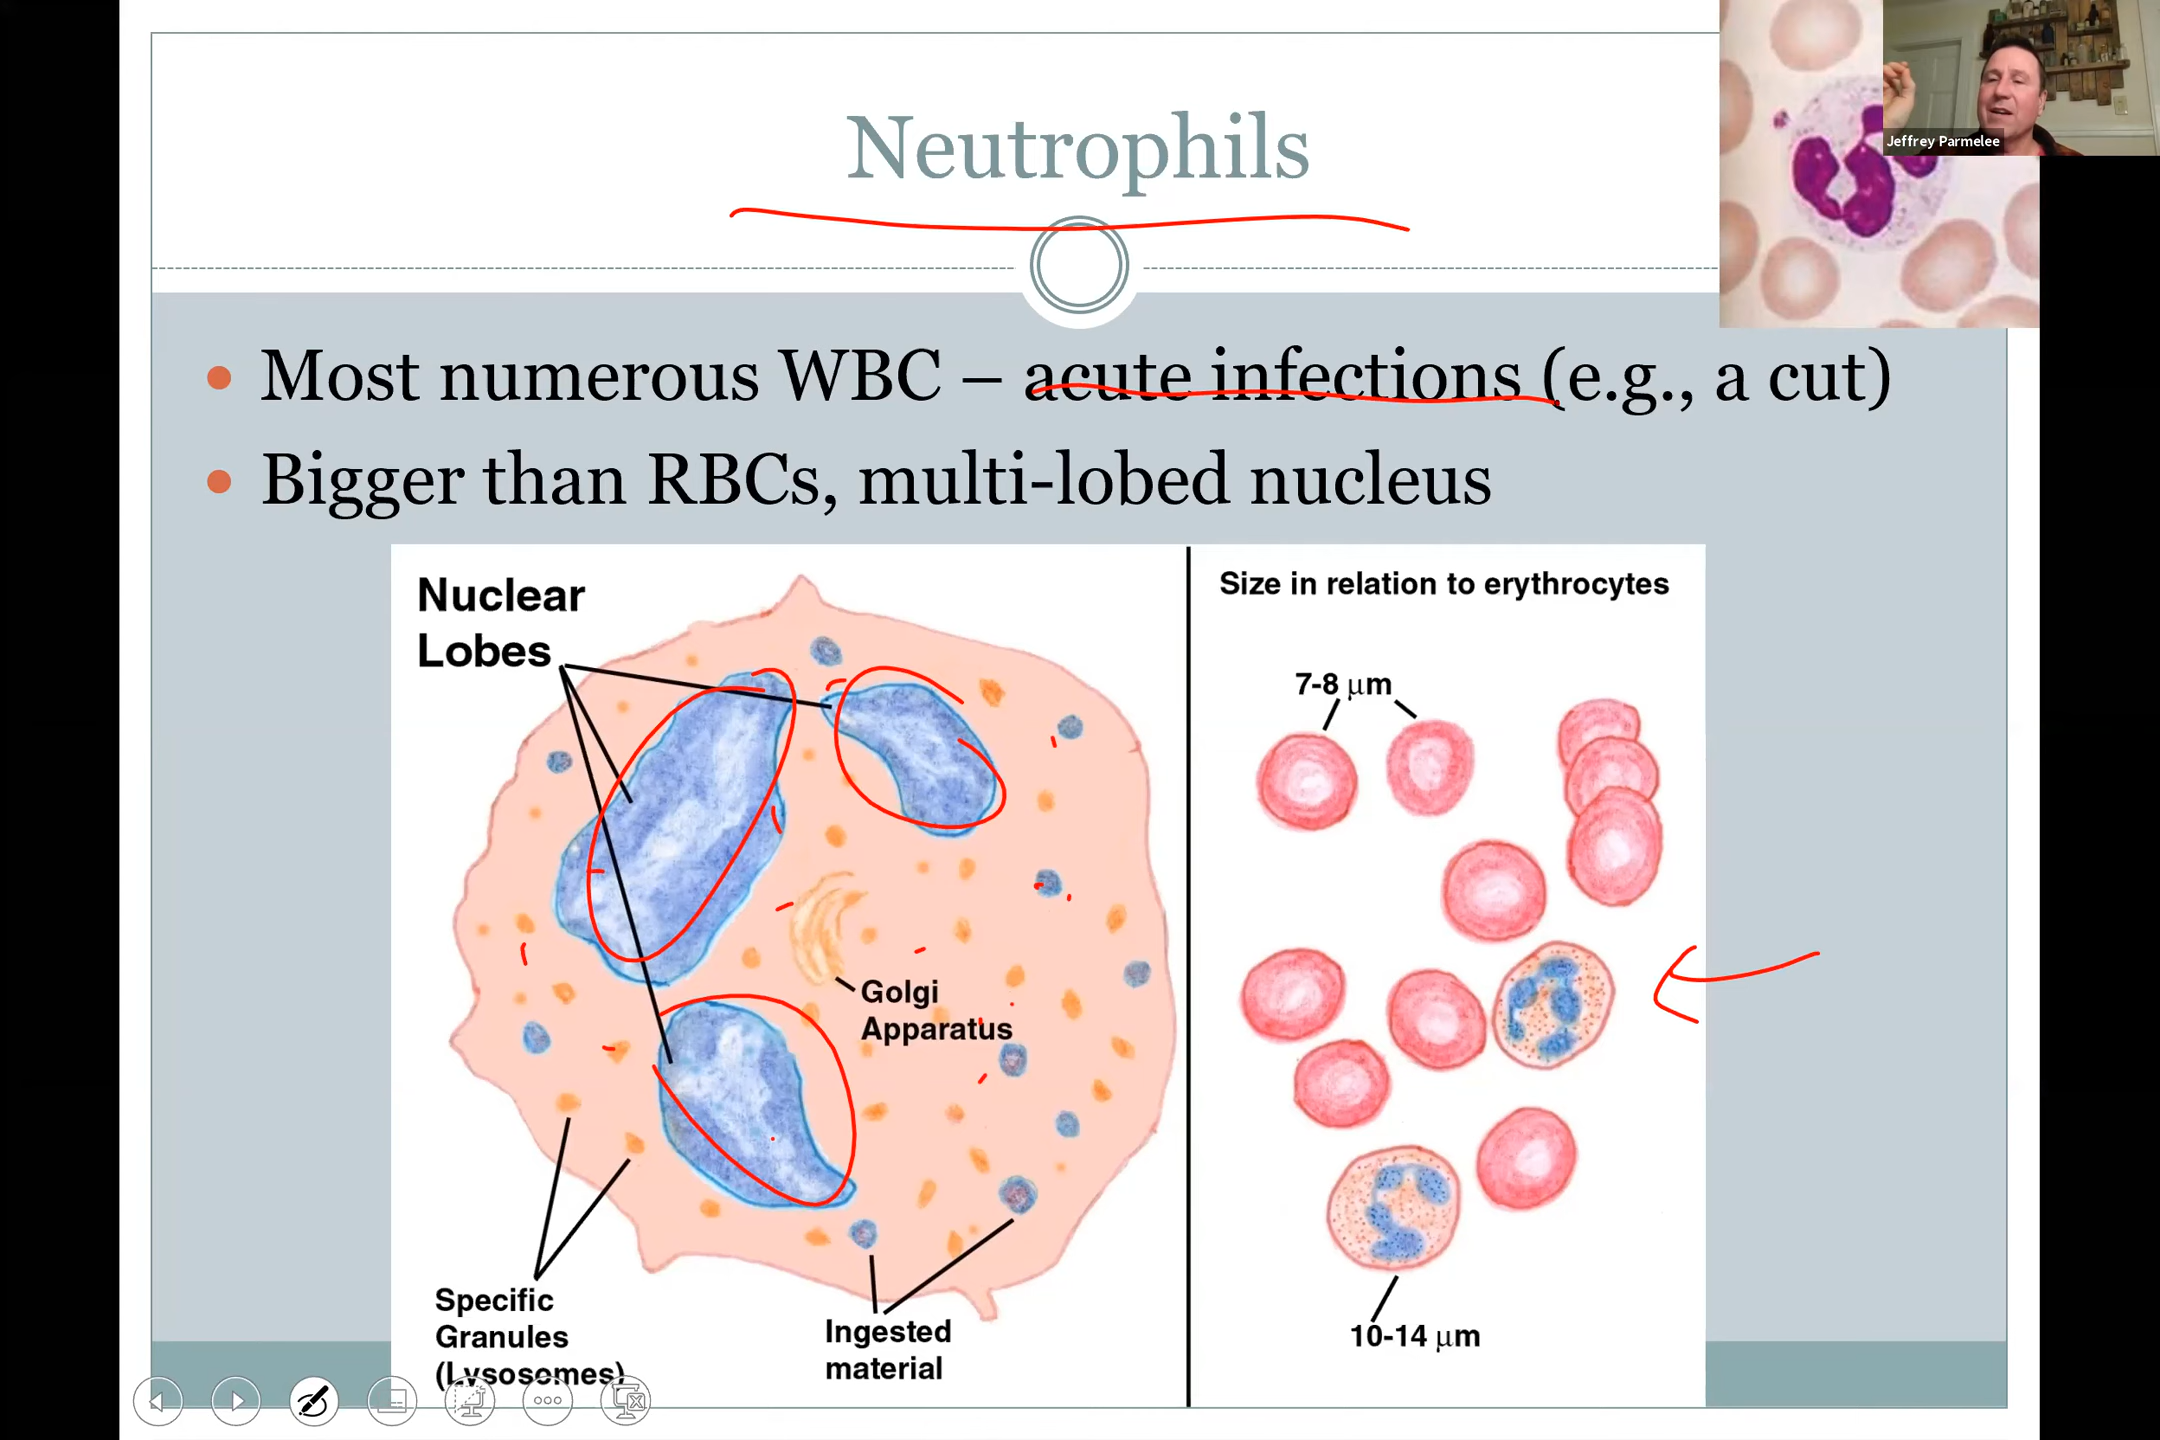 Neutrophils
Jeffrey Parmelee
Most numerous WBC – acute infections (e.g., a cut)
Bigger than RBCs, multi-lobed nucleus
Nuclear
Lobes
Golgi
Apparatus
Specific
Granules
(Lysosomes)
Ingested
material
Size in relation to erythrocytes
7-8 µm
10-14 µm